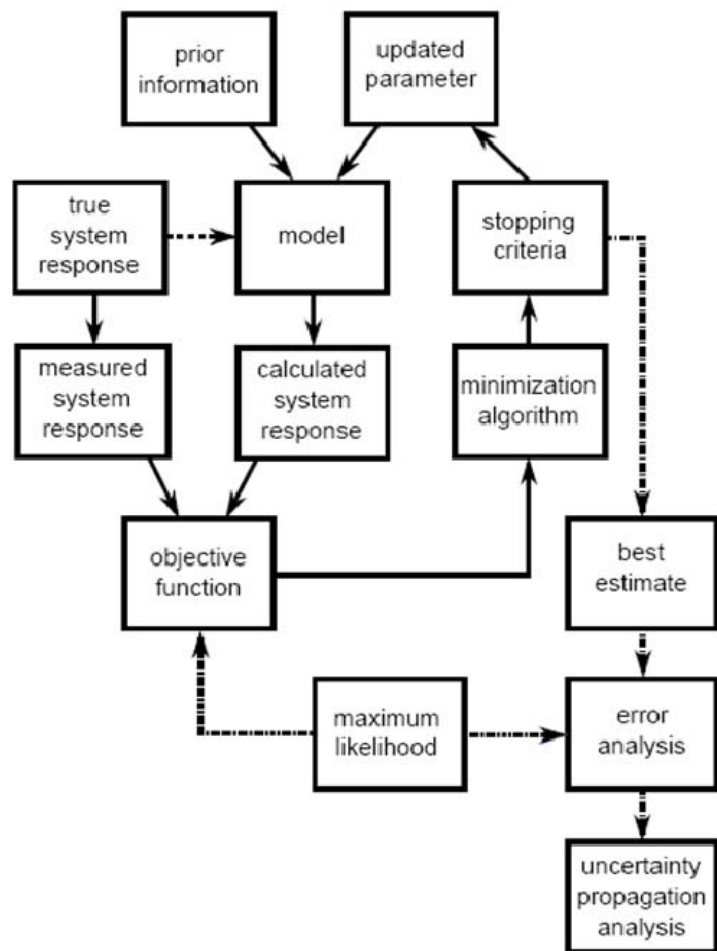 prior
information
updated
parameter
true
system
response
model
stopping
criteria
measured
system
response
calculated
system
response
minimization
algorithm
objective
function
best
estimate
maximum
likelihood
error
analysis
uncertainty
propagation
analysis